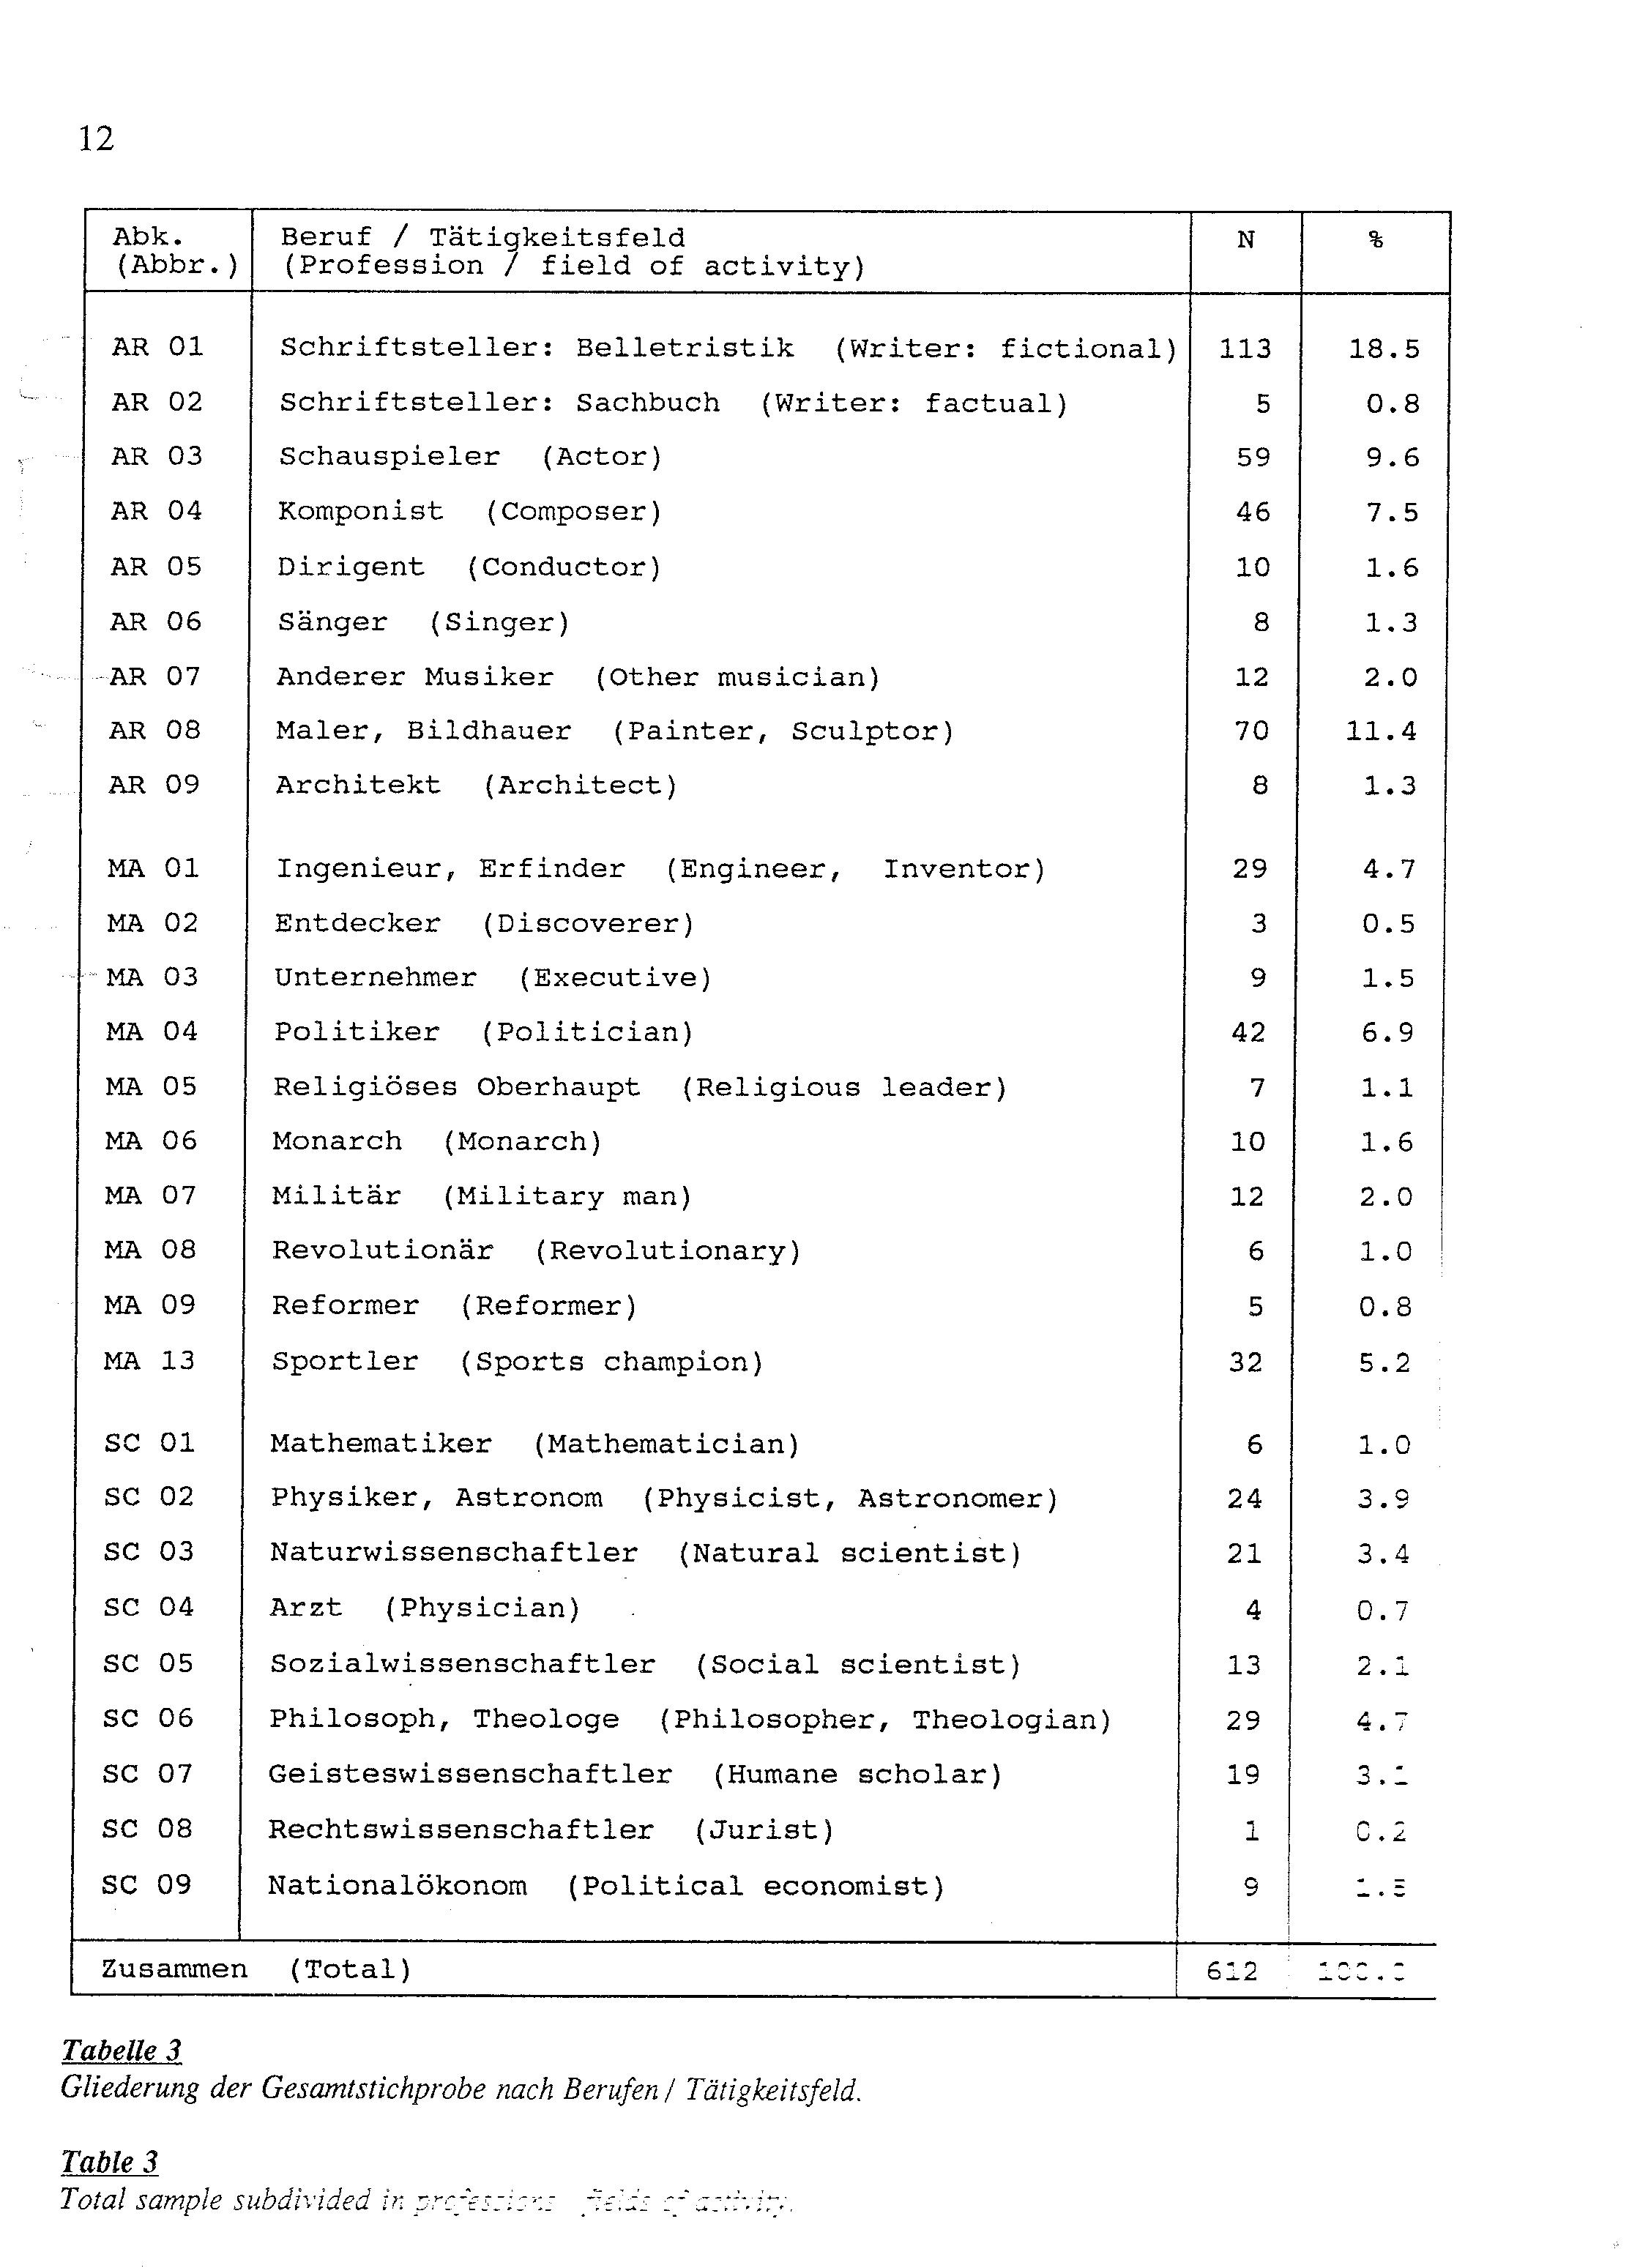 12
Abk. Beruf / Tätigkeitsfeld N %
(Abbr.) (Profession / field of activity)
AR 01 Schriftsteller: Belletristik (Writer: fictional) 113 18.5
AR 02 Schriftsteller: Sachbuch (Writer: factual) 5 0.8
AR 03 Schauspieler (Actor) 59 9.6
AR 04 Komponist (Composer) 46 7.5
AR 05 Dirigent (Conductor) 10 1.6
AR 06 Sänger (Singer) 8 1.3
AR 07 Anderer Musiker (Other musician) 12 2.0
AR 08 Maler, Bildhauer (Painter, Sculptor) 70 11.4
AR 09 Architekt (Architect) 8 1.3
MA 01 Ingenieur, Erfinder (Engineer, Inventor) 29 4.7
MA 02 Entdecker (Discoverer) 3 0.5
MA 03 Unternehmer (Executive) 9 1.5
MA 04 Politiker (Politician) 42 6.9
MA 05 Religiöses Oberhaupt (Religious leader) 7 1.1
MA 06 Monarch (Monarch) 10 1.6
MA 07 Militär (Military man) 12 2.0
MA 08 Revolutionär (Revolutionary) 6 1.0
MA 09 Reformer (Reformer) 5 0.8
MA 13 Sportler (Sports champion) 32 5.2
SC 01 Mathematiker (Mathematician) 6 1.0
SC 02 Physiker, Astronom (Physicist, Astronomer) 24 3.9
SC 03 Naturwissenschaftler (Natural scientist) 21 3.4
SC 04 Arzt (Physician) 4 0.7
SC 05 Sozialwissenschaftler (Social scientist) 13 2.1
SC 06 Philosoph, Theologe (Philosopher, Theologian) 29 4.7
SC 07 Geisteswissenschaftler (Humane scholar) 19 3.1
SC 08 Rechtswissenschaftler (Jurist) 1 0.2
SC 09 Nationalökonom (Political economist) 9 1.5
Zusammen (Total) 612 100.0
Tabelle 3
Gliederung der Gesamtstichprobe nach Berufen / Tätigkeitsfeld.
Table 3
Total sample subdivided in professions fields of activity.